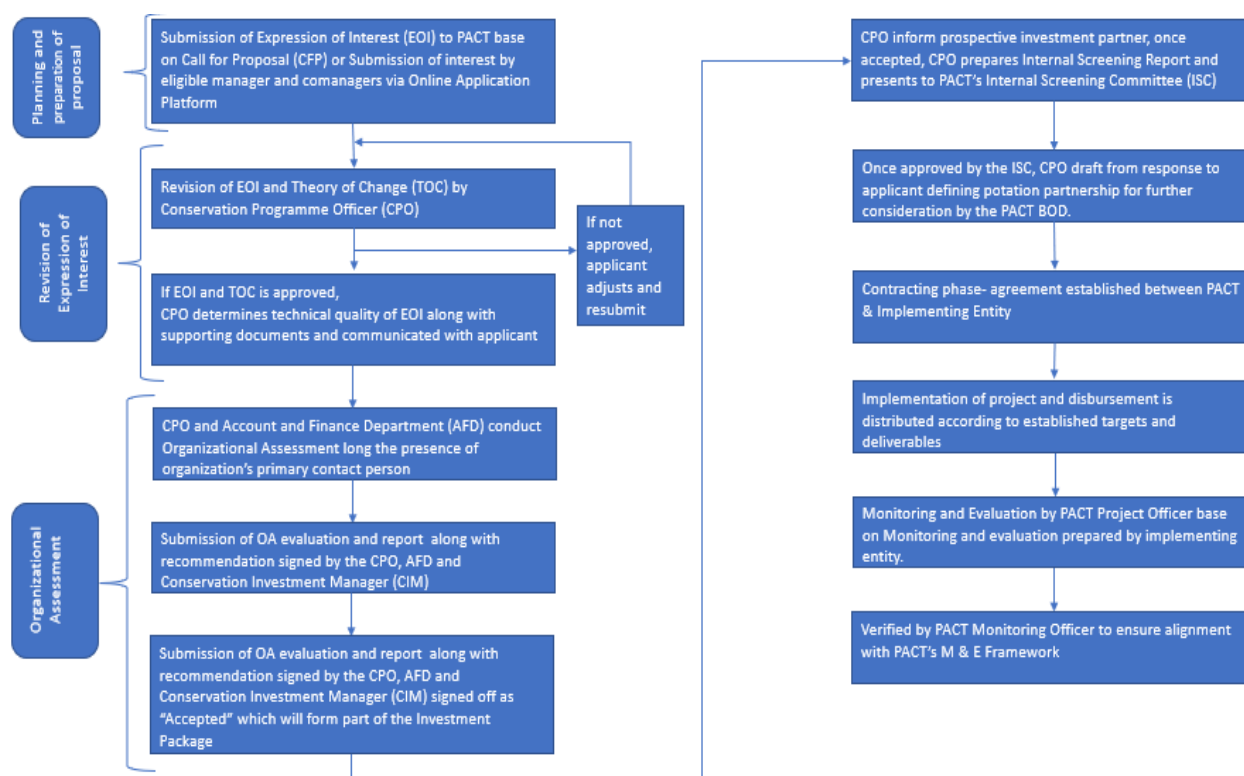 Planning and
preparation of
proposal
Submission of Expression of Interest (EOI) to PACT base
on Call for Proposal (CFP) or Submission of interest by
eligible manager and comanagers via Online Application
Platform
Revision of
Expression of
Interest
Revision of EOI and Theory of Change (TOC) by
Conservation Programme Officer (CPO)
If not
approved,
applicant
adjusts and
resubmit
If EOI and TOC is approved,
CPO determines technical quality of EOI along with
supporting documents and communicated with applicant
Organizational
Assessment
CPO and Account and Finance Department (AFD) conduct
Organizational Assessment long the presence of
organization's primary contact person
Submission of OA evaluation and report along with
recommendation signed by the CPO, AFD and
Conservation Investment Manager (CIM)
Submission of OA evaluation and report along with
recommendation signed by the CPO, AFD and
Conservation Investment Manager (CIM) signed off as
“Accepted” which will form part of the Investment
Package
CPO inform prospective investment partner, once
accepted, CPO prepares Internal Screening Report and
presents to PACT's Internal Screening Committee (ISC)
Once approved by the ISC, CPO draft from response to
applicant defining potation partnership for further
consideration by the PACT BOD.
Contracting phase- agreement established between PACT
& Implementing Entity
Implementation of project and disbursement is
distributed according to established targets and
deliverables
Monitoring and Evaluation by PACT Project Officer base
on Monitoring and evaluation prepared by implementing
entity.
Verified by PACT Monitoring Officer to ensure alignment
with PACT's M & E Framework